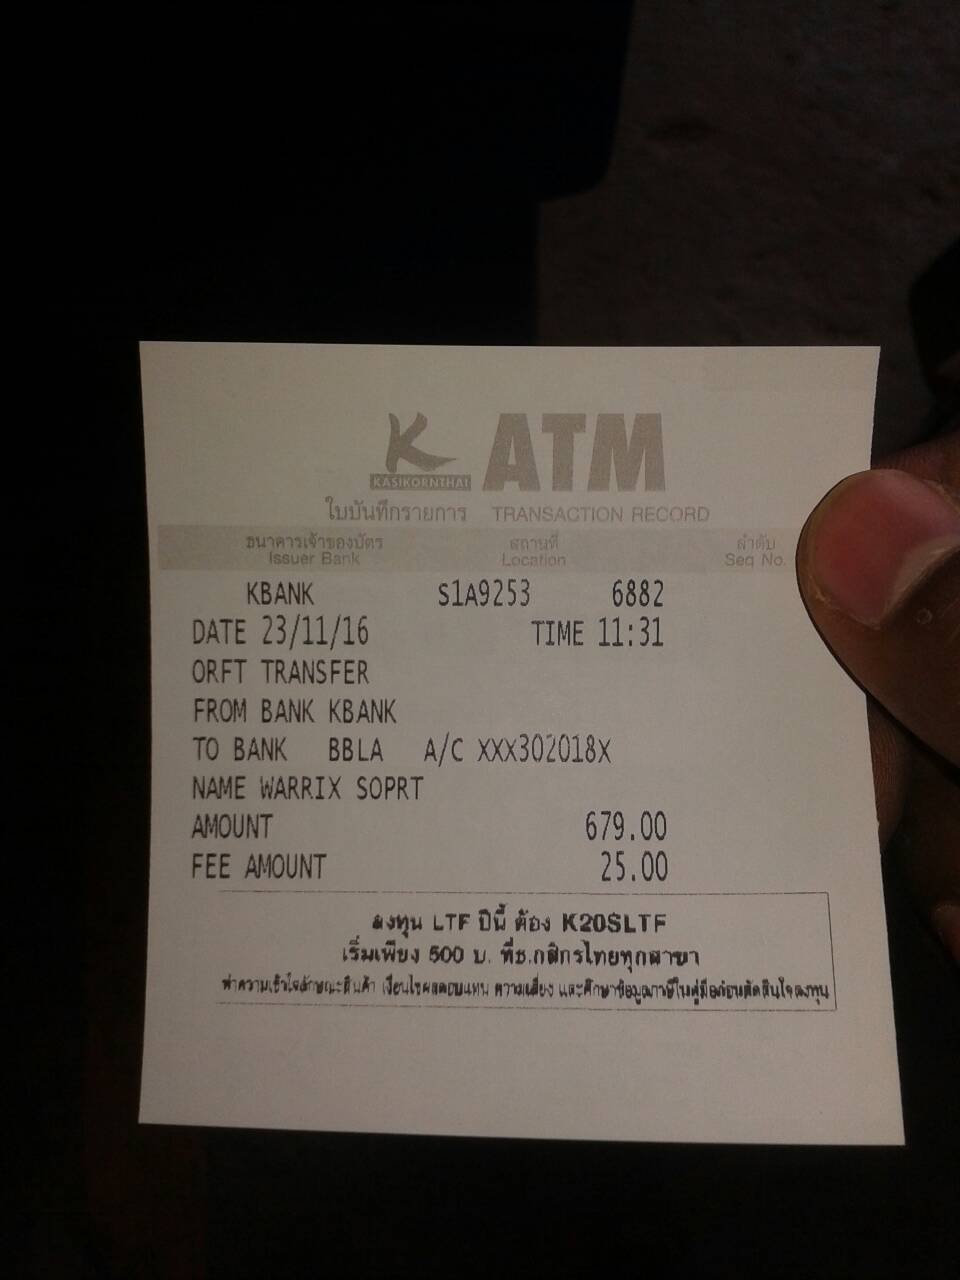 K ATM
KASIKORNTHAI
ใบบันทึกรายการ TRANSACTION RECORD
ธนาคารเจ้าของบัตร สถานที่ ลำดับ
Issuer Bank Location Seq No.
KBANK S1A9253 6882
DATE 23/11/16 TIME 11:31
ORFT TRANSFER
FROM BANK KBANK
TO BANK BBLA A/C XXX302018X
NAME WARRIX SOPRT
AMOUNT 679.00
FEE AMOUNT 25.00
ลงทุน LTF ปีนี้ ต้อง K20SLTF
เริ่มเพียง 500 บ. ที่ธ.กสิกรไทยทุกสาขา
ทำความเข้าใจลักษณะสินค้า เงื่อนไขผลตอบแทน ความเสี่ยง และศึกษาข้อมูลภาษีในคู่มือก่อนตัดสินใจลงทุน